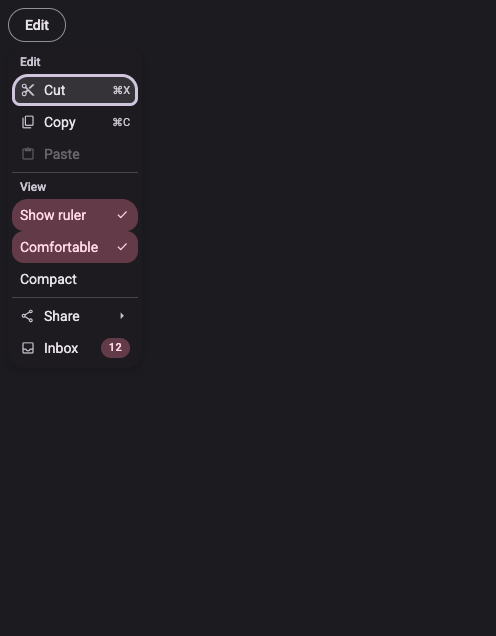 Edit
Edit
Cut ⌘X
Copy ⌘C
Paste
View
Show ruler
Comfortable
Compact
Share
Inbox 12